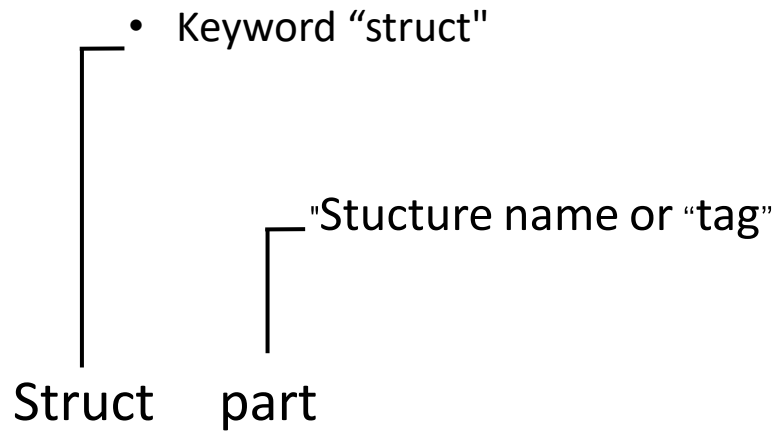 • Keyword “struct"
"Stucture name or “tag”
Struct part